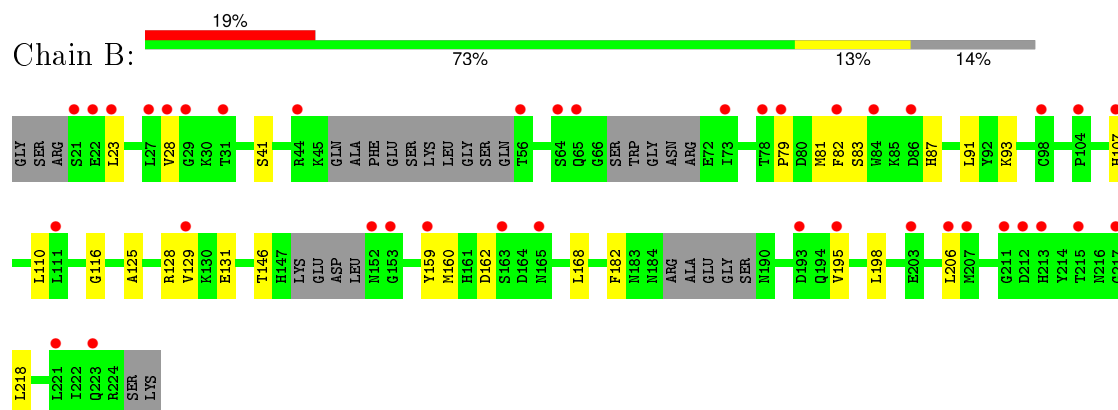 19%
Chain B:
73% 13% 14%
GLY SER ARG S21 E22 L23 L27 V28 G29 K30 T31 S41 R44 K45 GLN ALA PHE GLU SER LYS LEU GLY SER GLN T56 S64 Q65 G66 SER TRP GLY ASN ARG E72 I73 T78 P79 D80 M81 F82 S83 W84 K85 D86 H87 L91 Y92 K93 G98 P104 H107
L110 L111 G116 A125 R128 V129 K130 E131 T146 H147 LYS GLU ASP LEU N152 G153 Y159 M160 H161 D162 S163 D164 N165 L168 F182 N183 N184 ARG ALA GLU GLY SER N190 D193 Q194 V195 L198 E203 L206 M207 G211 D212 H213 Y214 T215 N216 G217
L218 L221 I222 Q223 R224 SER LYS